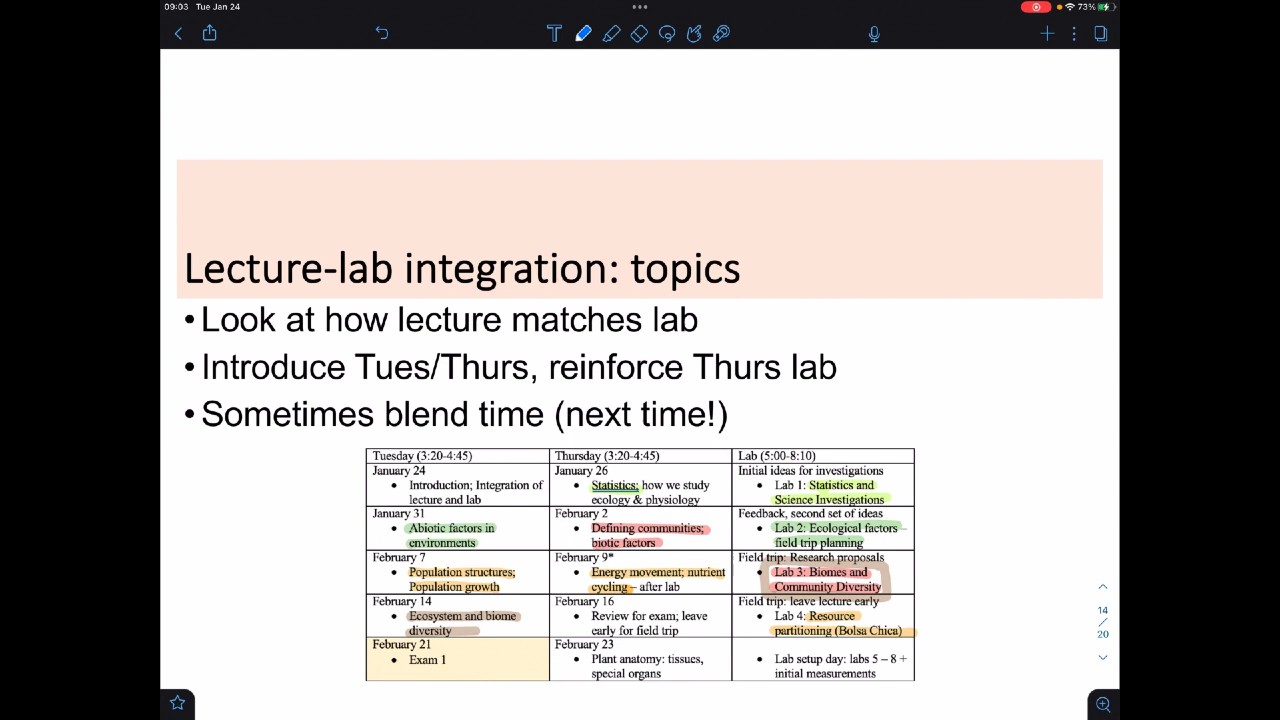 09:03 Tue Jan 24
73%
Lecture-lab integration: topics
• Look at how lecture matches lab
• Introduce Tues/Thurs, reinforce Thurs lab
• Sometimes blend time (next time!)
Tuesday (3:20-4:45)
Thursday (3:20-4:45)
Lab (5:00-8:10)
January 24
• Introduction; Integration of
lecture and lab
January 26
• Statistics; how we study
ecology & physiology
Initial ideas for investigations
• Lab 1: Statistics and
Science Investigations
January 31
• Abiotic factors in
environments
February 2
• Defining communities;
biotic factors
Feedback, second set of ideas
• Lab 2: Ecological factors –
field trip planning
February 7
• Population structures;
Population growth
February 9*
• Energy movement; nutrient
cycling – after lab
Field trip: Research proposals
• Lab 3: Biomes and
Community Diversity
February 14
• Ecosystem and biome
diversity
February 16
• Review for exam; leave
early for field trip
Field trip: leave lecture early
• Lab 4: Resource
partitioning (Bolsa Chica)
February 21
• Exam 1
February 23
• Plant anatomy: tissues,
special organs
• Lab setup day: labs 5 – 8 +
initial measurements
14
/
20